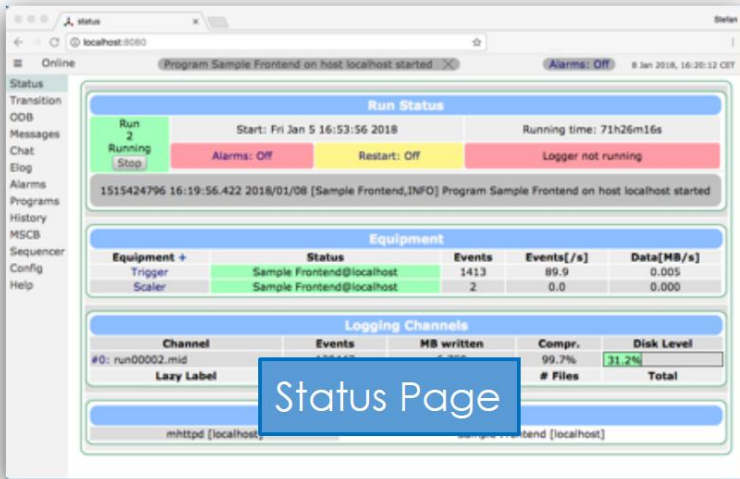 status × Stefan
localhost:8080
Online Program Sample Frontend on host localhost started Alarms: Off 8 Jan 2018, 16:20:12 CET
Status
Transition
ODB
Messages
Chat
Elog
Alarms
Programs
History
MSCB
Sequencer
Config
Help
Run Status
Run
2
Running
Stop
Start: Fri Jan 5 16:53:56 2018 Running time: 71h26m16s
Alarms: Off Restart: Off Logger not running
1515424796 16:19:56.422 2018/01/08 [Sample Frontend,INFO] Program Sample Frontend on host localhost started
Equipment
Equipment + Status Events Events[/s] Data[MB/s]
Trigger Sample Frontend@localhost 1413 89.9 0.005
Scaler Sample Frontend@localhost 2 0.0 0.000
Logging Channels
Channel Events MB written Compr. Disk Level
#0: run00002.mid 99.7% 31.2%
Lazy Label # Files Total
Status Page
mhttpd [localhost] Frontend [localhost]